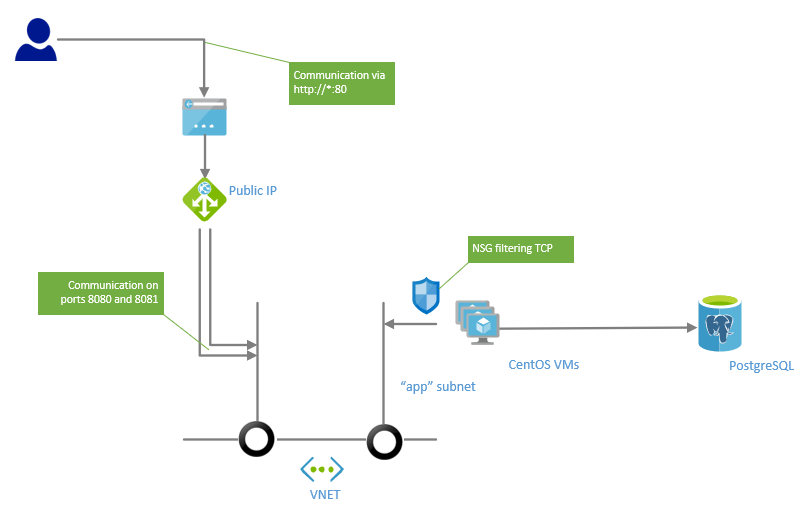 Communication via
http://*:80
Public IP
NSG filtering TCP
Communication on
ports 8080 and 8081
CentOS VMs
PostgreSQL
“app” subnet
VNET